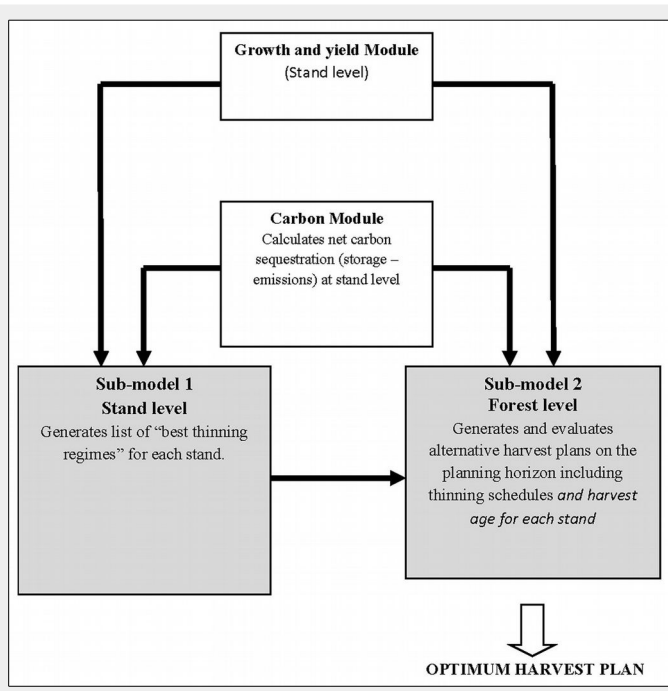 Growth and yield Module
(Stand level)
Carbon Module
Calculates net carbon
sequestration (storage –
emissions) at stand level
Sub-model 1
Stand level
Generates list of “best thinning
regimes” for each stand.
Sub-model 2
Forest level
Generates and evaluates
alternative harvest plans on the
planning horizon including
thinning schedules and harvest
age for each stand
OPTIMUM HARVEST PLAN